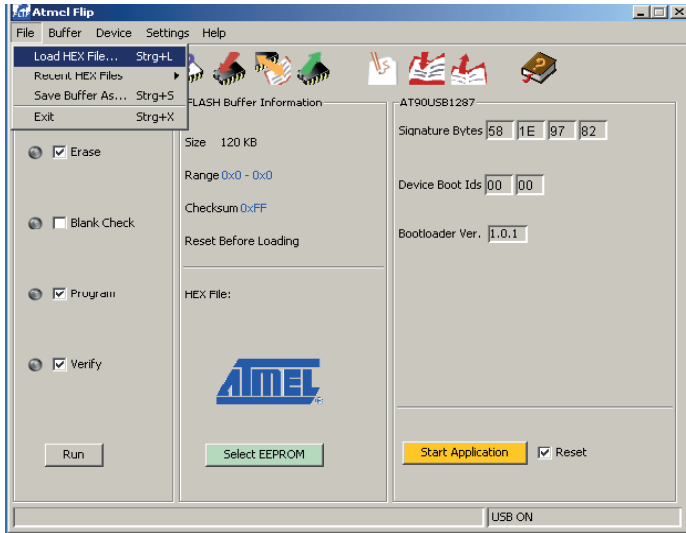 Atmel Flip
File Buffer Device Settings Help
Load HEX File... Strg+L
Recent HEX Files
Save Buffer As... Strg+S
Exit Strg+X
Erase
Blank Check
Program
Verify
Run
FLASH Buffer Information
Size 120 KB
Range 0x0 - 0x0
Checksum 0xFF
Reset Before Loading
HEX File:
ATMEL
®
Select EEPROM
AT90USB1287
Signature Bytes 58 1E 97 82
Device Boot Ids 00 00
Bootloader Ver. 1.0.1
Start Application Reset
USB ON